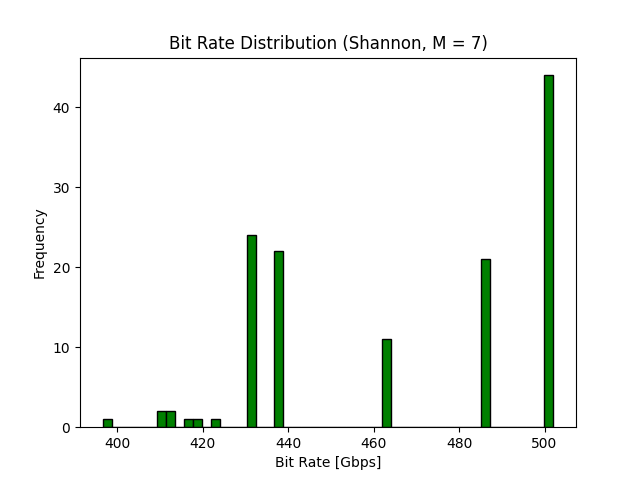 Bit Rate Distribution (Shannon, M = 7)
Frequency
40
30
20
10
0
400 420 440 460 480 500
Bit Rate [Gbps]